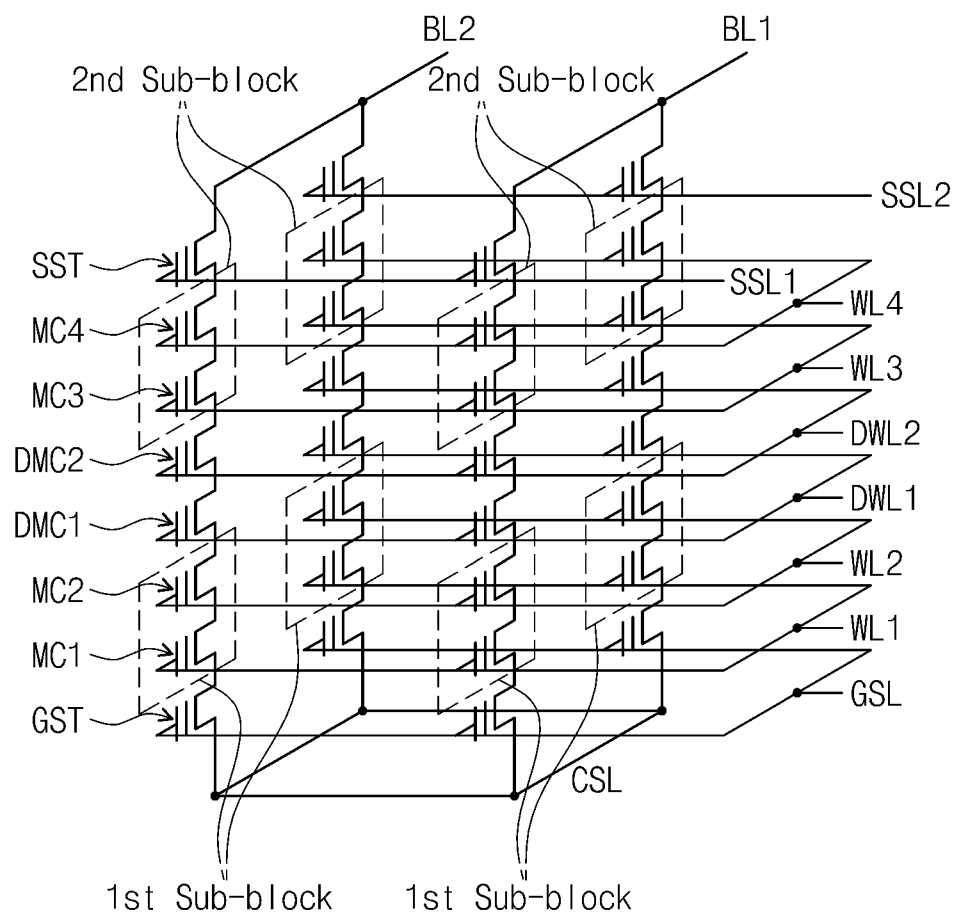 BL2
BL1
2nd Sub-block
2nd Sub-block
SSL2
SST
SSL1
MC4
WL4
MC3
WL3
DMC2
DWL2
DMC1
DWL1
MC2
WL2
MC1
WL1
GST
GSL
CSL
1st Sub-block
1st Sub-block